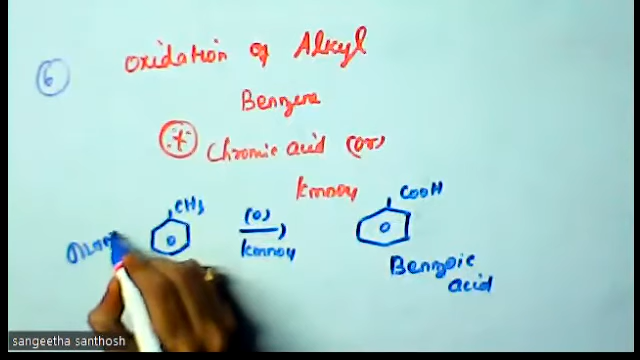 6
Oxidation of Alkyl
Benzene
Chromic acid (or)
kmno4
CH3
(o)
kmno4
COOH
Benzoic
acid
sangeetha santhosh